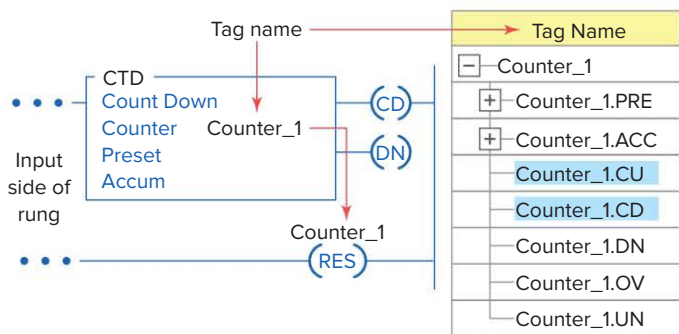 Tag name
CTD
Count Down
Counter Counter_1
Preset
Accum
CD
DN
Input
side of
rung
Counter_1
RES
Tag Name
Counter_1
Counter_1.PRE
Counter_1.ACC
Counter_1.CU
Counter_1.CD
Counter_1.DN
Counter_1.OV
Counter_1.UN